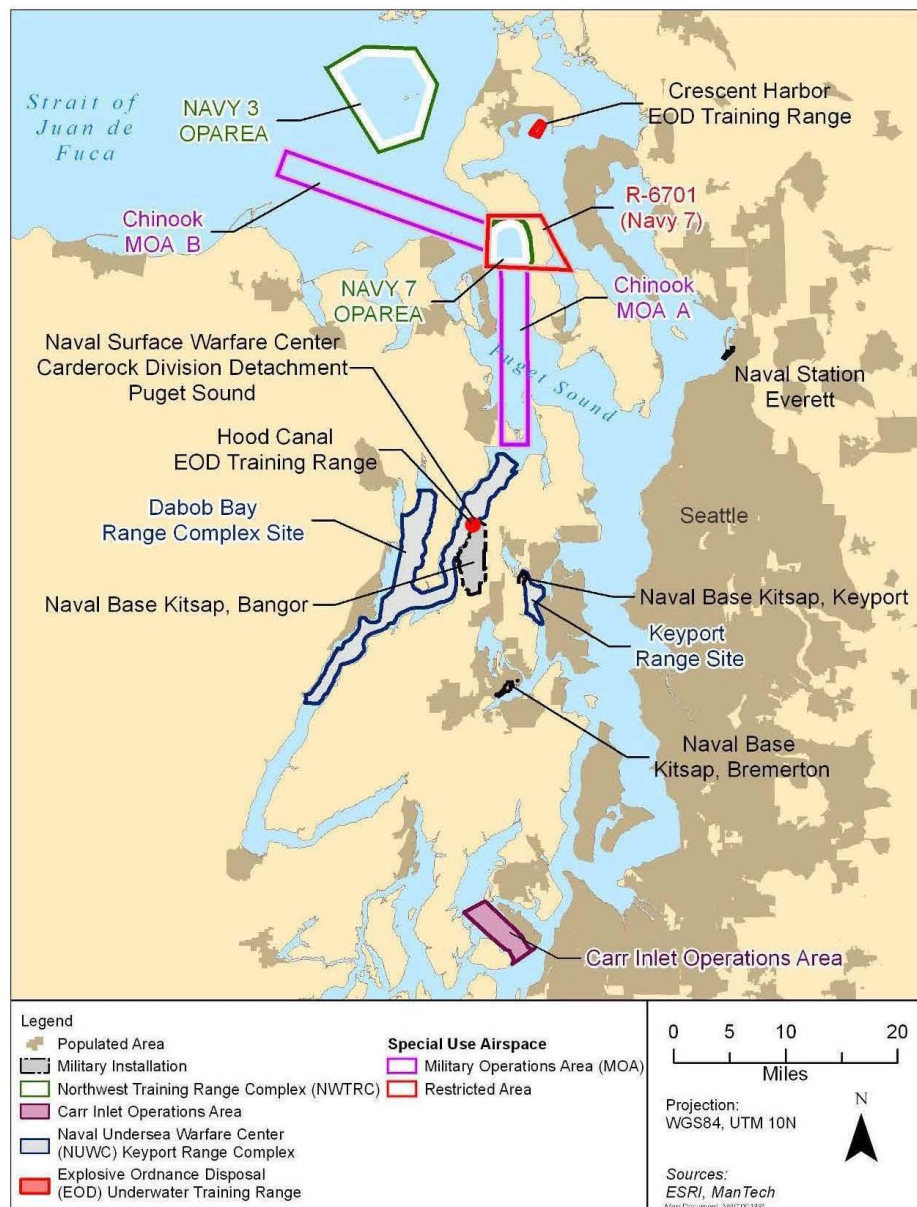 Strait of
Juan de
Fuca
NAVY 3
OPAREA
Crescent Harbor
EOD Training Range
Chinook
MOA B
R-6701
(Navy 7)
NAVY 7
OPAREA
Chinook
MOA A
Puget Sound
Naval Surface Warfare Center
Carderock Division Detachment
Puget Sound
Naval Station
Everett
Hood Canal
EOD Training Range
Dabob Bay
Range Complex Site
Seattle
Naval Base Kitsap, Bangor
Naval Base Kitsap, Keyport
Keyport
Range Site
Naval Base
Kitsap, Bremerton
Carr Inlet Operations Area
Legend
Populated Area
Military Installation
Northwest Training Range Complex (NWTRC)
Carr Inlet Operations Area
Naval Undersea Warfare Center
(NUWC) Keyport Range Complex
Explosive Ordnance Disposal
(EOD) Underwater Training Range
Special Use Airspace
Military Operations Area (MOA)
Restricted Area
0 5 10 20
Miles
Projection:
WGS84, UTM 10N
N
Sources:
ESRI, ManTech